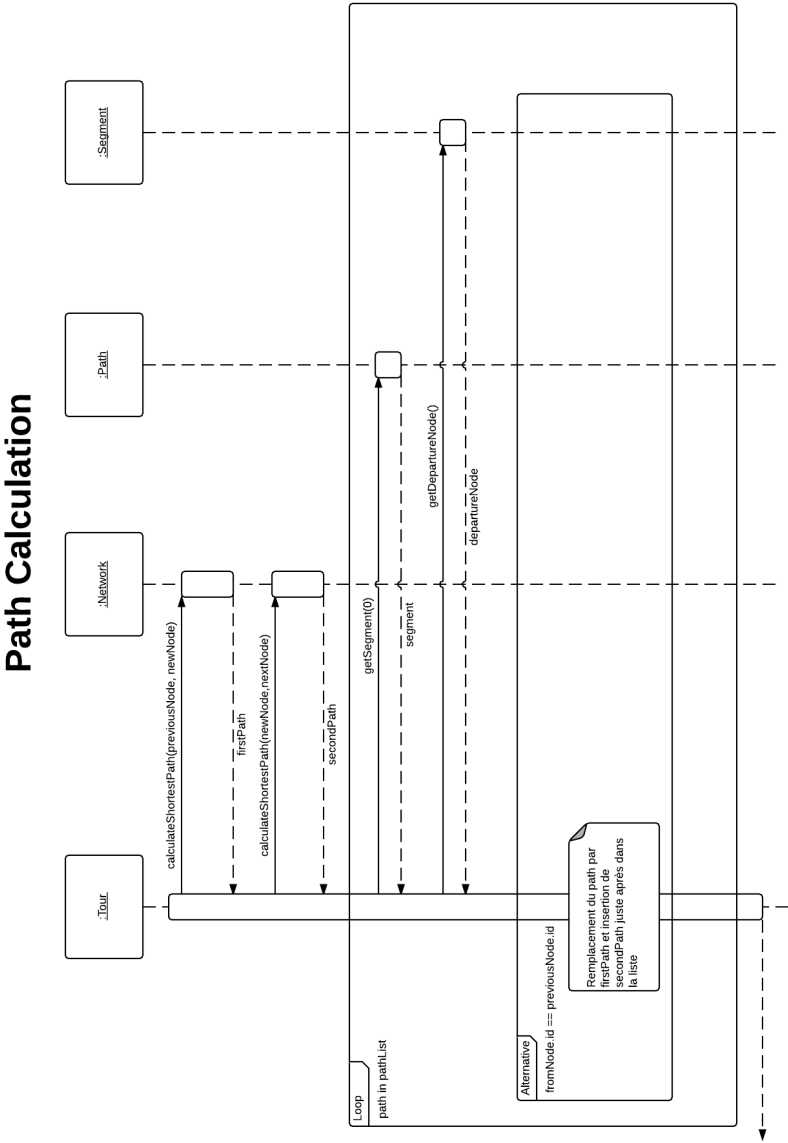 Path Calculation
:Tour
:Network
:Path
:Segment
calculateShortestPath(previousNode, newNode)
firstPath
calculateShortestPath(newNode,nextNode)
secondPath
Loop
path in pathList
getSegment(0)
segment
getDepartureNode()
departureNode
Alternative
fromNode.id == previousNode.id
Remplacement du path par
firstPath et insertion de
secondPath juste après dans
la liste